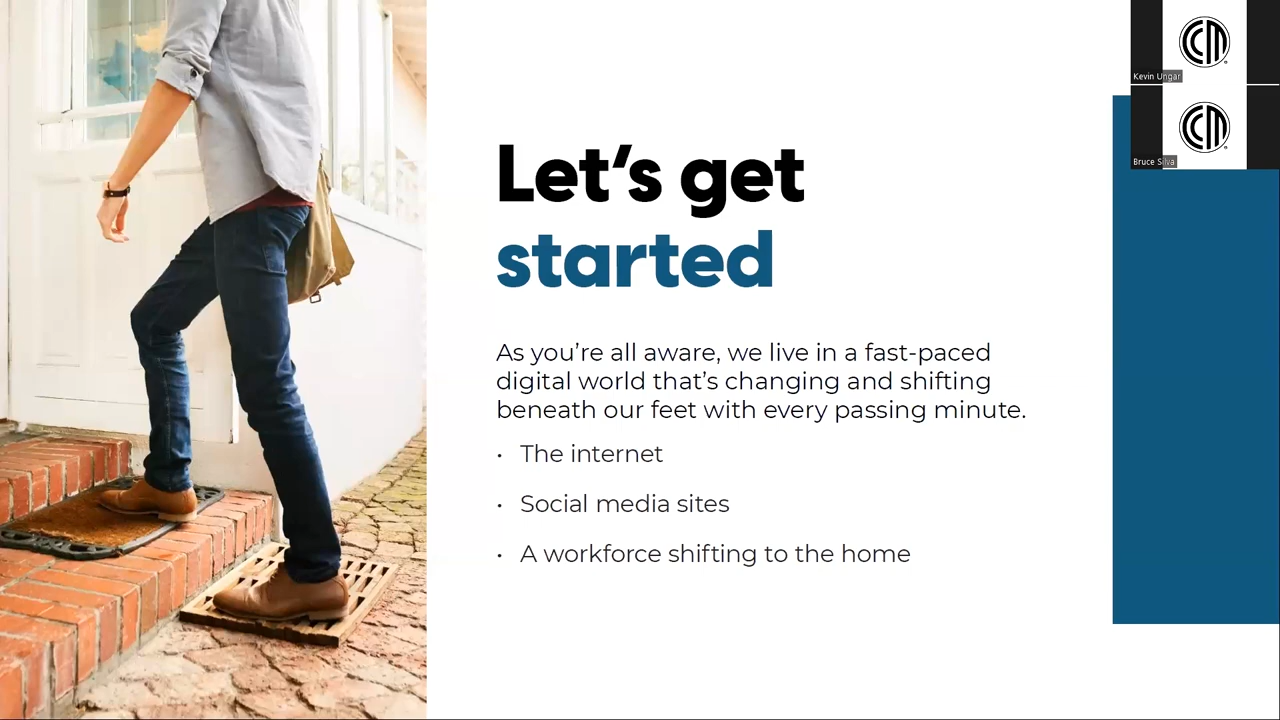 Let's get
started
As you're all aware, we live in a fast-paced
digital world that's changing and shifting
beneath our feet with every passing minute.
• The internet
• Social media sites
• A workforce shifting to the home
CM
Kevin Ungar
CM
Bruce Silva